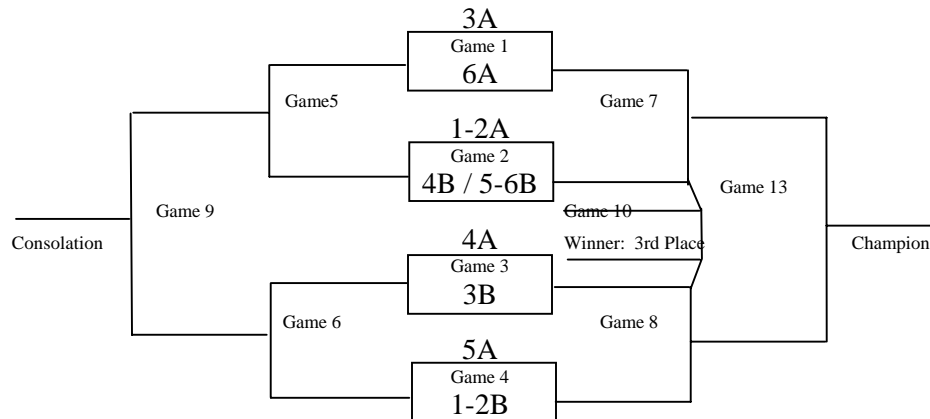 3A
Game 1
6A
Game5
Game 7
1-2A
Game 2
4B / 5-6B
Game 13
Game 9
Game 10
Consolation
4A
Winner: 3rd Place
Champion
Game 3
3B
Game 6
Game 8
5A
Game 4
1-2B